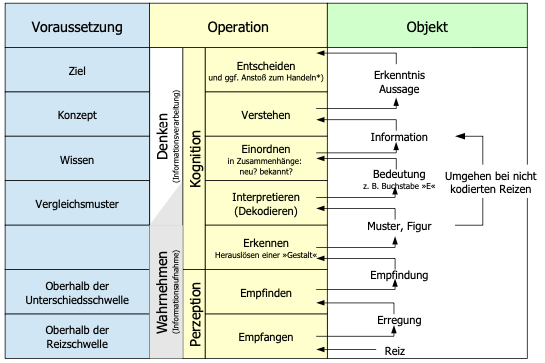 Voraussetzung
Operation
Objekt
Ziel
Denken
(Informationsverarbeitung)
Kognition
Entscheiden
und ggf. Anstoß zum Handeln*)
Erkenntnis
Aussage
Konzept
Verstehen
Information
Wissen
Einordnen
in Zusammenhänge:
neu? bekannt?
Bedeutung
z. B. Buchstabe »E«
Umgehen bei nicht
kodierten Reizen
Vergleichsmuster
Interpretieren
(Dekodieren)
Muster, Figur
Wahrnehmen
(Informationsaufnahme)
Erkennen
Herauslösen einer »Gestalt«
Empfindung
Oberhalb der
Unterschiedsschwelle
Perzeption
Empfinden
Erregung
Oberhalb der
Reizschwelle
Empfangen
Reiz